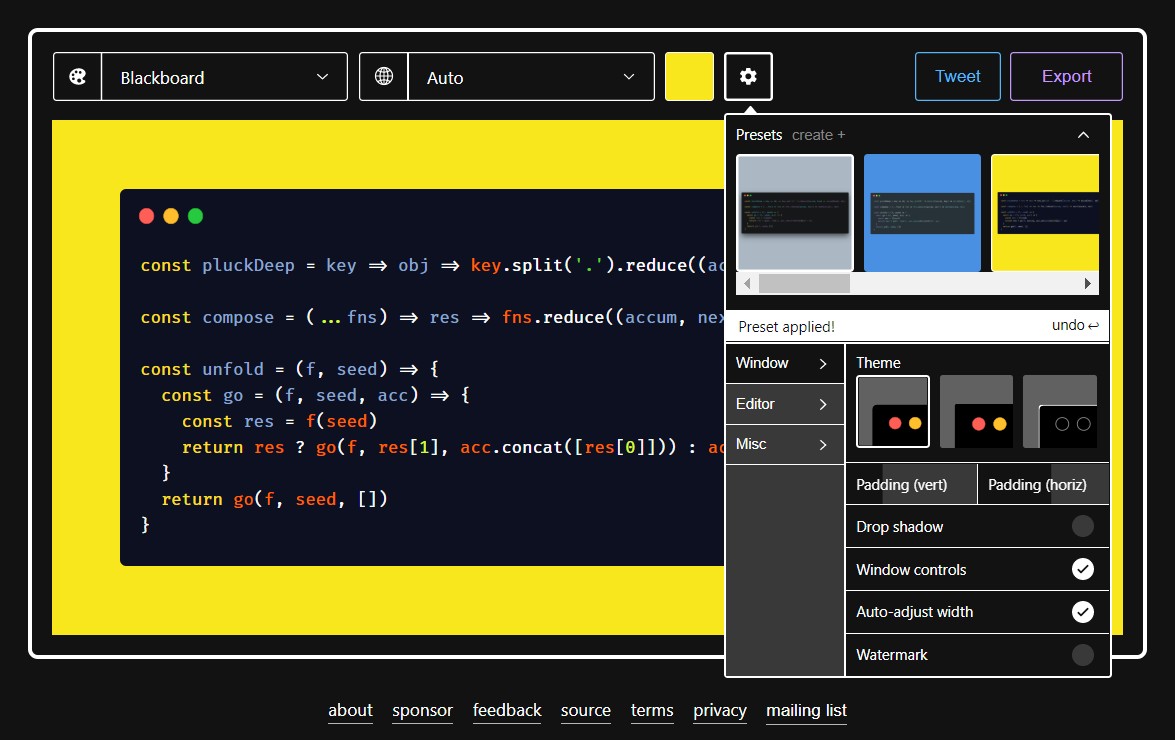 Blackboard
Auto
Tweet
Export
Presets create +
const pluckDeep = key => obj => key.split('.').reduce((ac
const compose = (...fns) => res => fns.reduce((accum, nex
const unfold = (f, seed) => {
const go = (f, seed, acc) => {
const res = f(seed)
return res ? go(f, res[1], acc.concat([res[0]])) : ac
}
return go(f, seed, [])
}
Preset applied!
undo ↩
Window
Editor
Misc
Theme
Padding (vert)
Padding (horiz)
Drop shadow
Window controls
Auto-adjust width
Watermark
about sponsor feedback source terms privacy mailing list